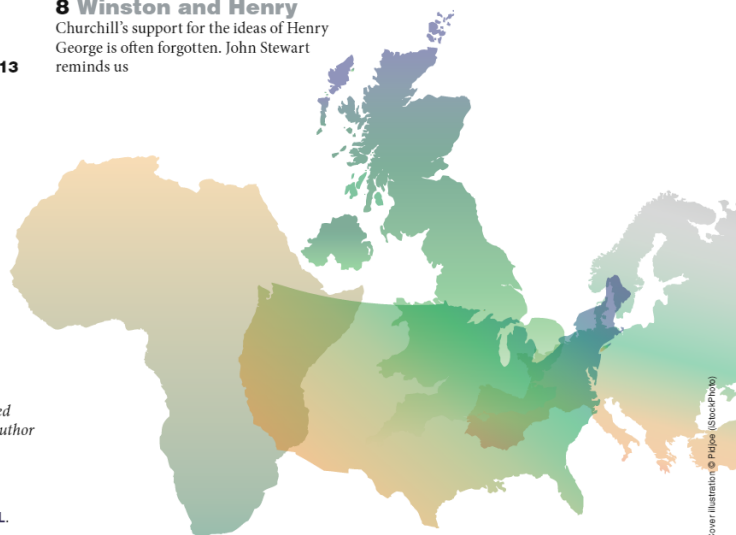 8 Winston and Henry
Churchill’s support for the ideas of Henry
George is often forgotten. John Stewart
reminds us
13
ed
uthor
L.
Cover illustration © Pidjoe (iStockPhoto)